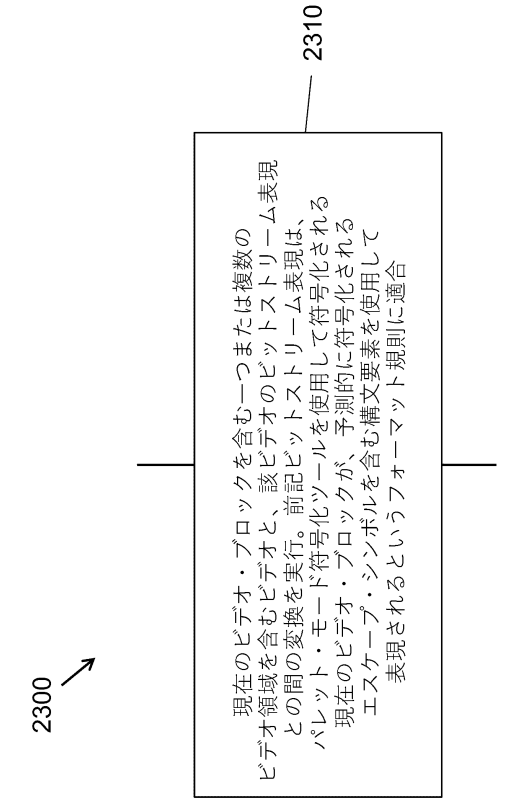 2300
2310
現在のビデオ・ブロックを含む一つまたは複数の
ビデオ領域を含むビデオと、該ビデオのビットストリーム表現
との間の変換を実行。前記ビットストリーム表現は、
パレット・モード符号化ツールを使用して符号化される
現在のビデオ・ブロックが、予測的に符号化される
エスケープ・シンボルを含む構文要素を使用して
表現されるというフォーマット規則に適合